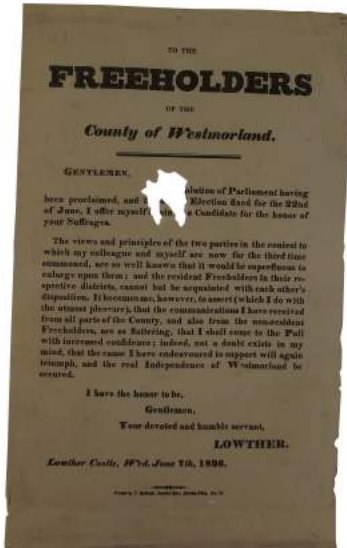 TO THE
FREEHOLDERS
OF THE
County of Westmorland.
GENTLEMEN,
olution of Parliament having
been proclaimed, and Election fixed for the 22nd
of June, I offer myself a Candidate for the honor of
your Suffrages.
The views and principles of the two parties in the contest to
which my colleague and myself are now for the third time
summoned, are so well known that it would be superfluous to
enlarge upon them; and the resident Freeholders in their re-
spective districts, cannot but be acquainted with each other's
disposition. It becomes me, however, to assert (which I do with
the utmost pleasure), that the communications I have received
from all parts of the County, and also from the non-resident
Freeholders, are so flattering, that I shall come to the Poll
with increased confidence; indeed, not a doubt exists in my
mind, that the cause I have endeavoured to support will again
triumph, and the real Independence of Westmorland be
secured.
I have the honor to be,
Gentlemen,
Your devoted and humble servant,
LOWTHER.
Lowther Castle, Wed. June 7th, 1826.
Printed by